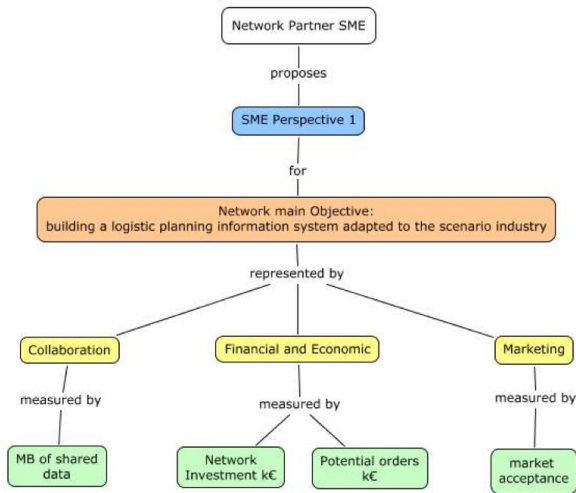 Network Partner SME
proposes
SME Perspective 1
for
Network main Objective:
building a logistic planning information system adapted to the scenario industry
represented by
Collaboration
Financial and Economic
Marketing
measured by
measured by
measured by
MB of shared
data
Network
Investment k€
Potential orders
k€
market
acceptance